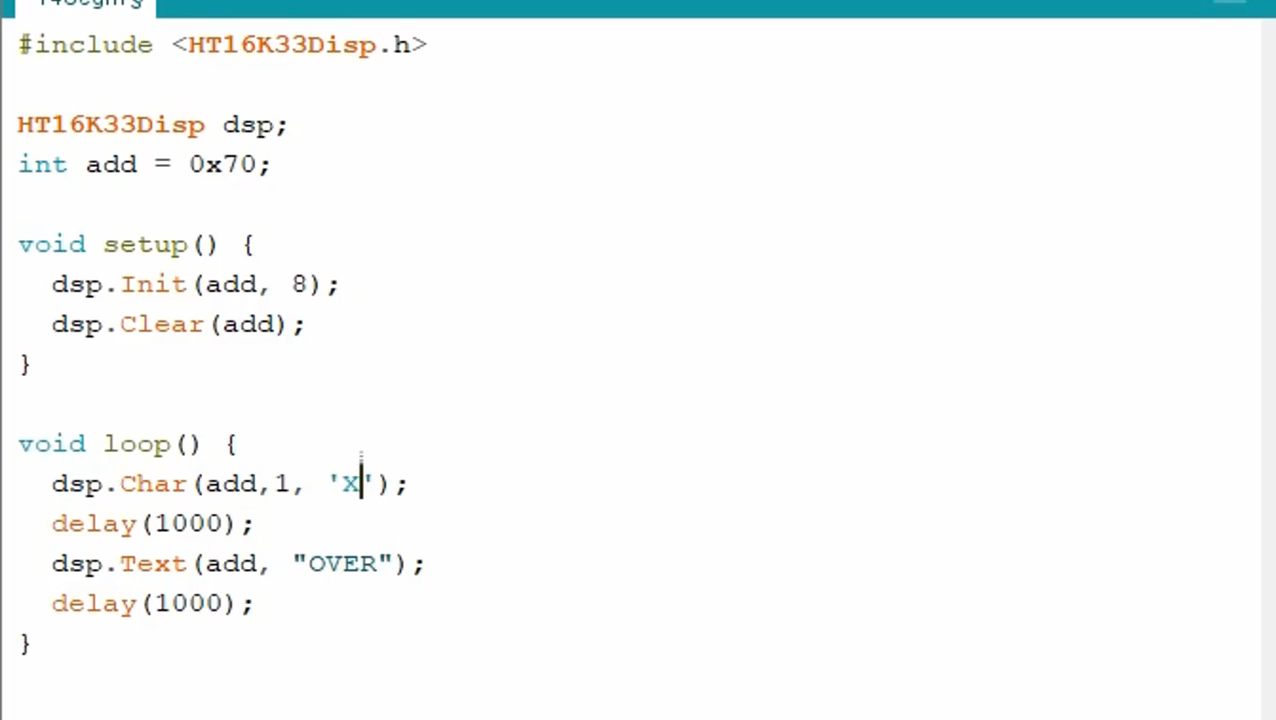 #include <HT16K33Disp.h>
HT16K33Disp dsp;
int add = 0x70;
void setup() {
  dsp.Init(add, 8);
  dsp.Clear(add);
}
void loop() {
  dsp.Char(add,1, 'X');
  delay(1000);
  dsp.Text(add, "OVER");
  delay(1000);
}